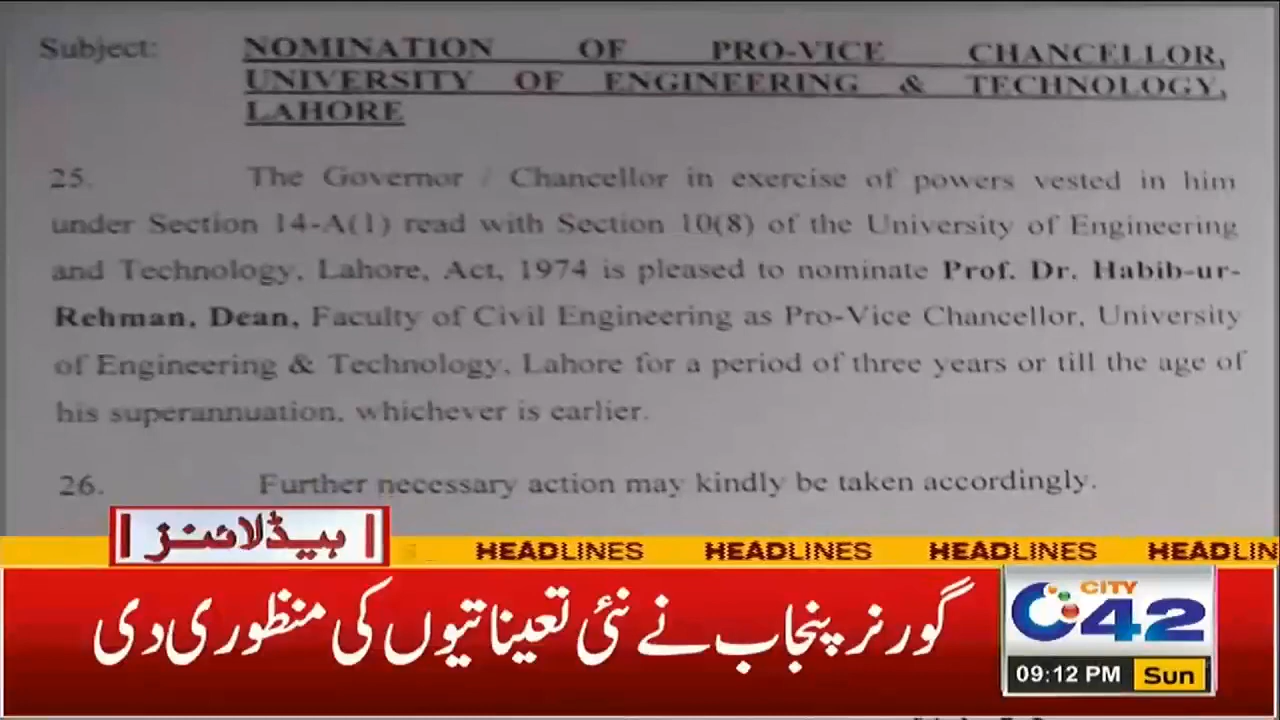 Subject: NOMINATION OF PRO-VICE CHANCELLOR,
UNIVERSITY OF ENGINEERING & TECHNOLOGY,
LAHORE
25. The Governor / Chancellor in exercise of powers vested in him
under Section 14-A(1) read with Section 10(8) of the University of Engineering
and Technology, Lahore, Act, 1974 is pleased to nominate Prof. Dr. Habib-ur-
Rehman, Dean, Faculty of Civil Engineering as Pro-Vice Chancellor, University
of Engineering & Technology, Lahore for a period of three years or till the age of
his superannuation, whichever is earlier.
26. Further necessary action may kindly be taken accordingly.
ہیڈلائنز
HEADLINES HEADLINES HEADLINES HEADLIN
گورنر پنجاب نے نئی تعیناتیوں کی منظوری دی
CITY
42
09:12 PM Sun